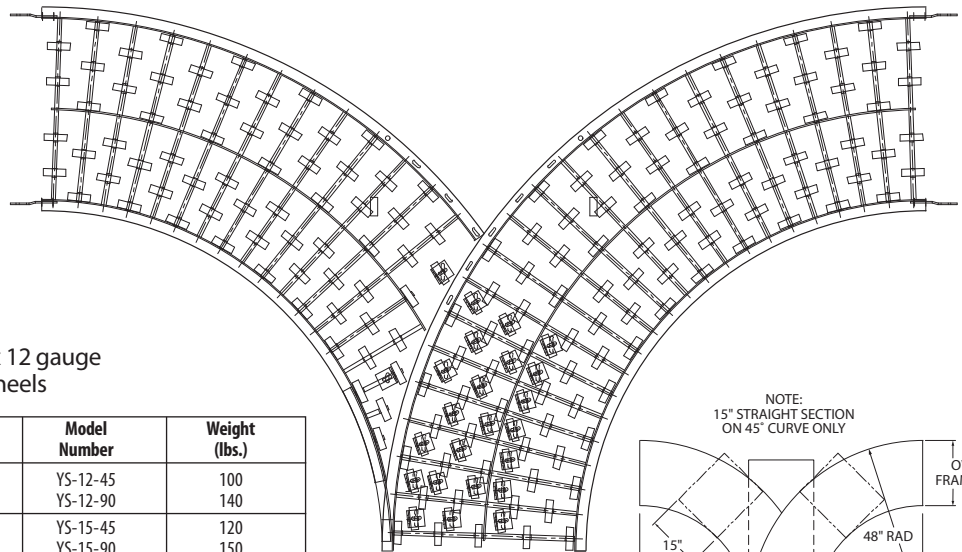 12 gauge
heels
Model Number
Weight (lbs.)
YS-12-45 100
YS-12-90 140
YS-15-45 120
YS-15-90 150
NOTE:
15" STRAIGHT SECTION
ON 45° CURVE ONLY
FRAM
15"
48" RAD